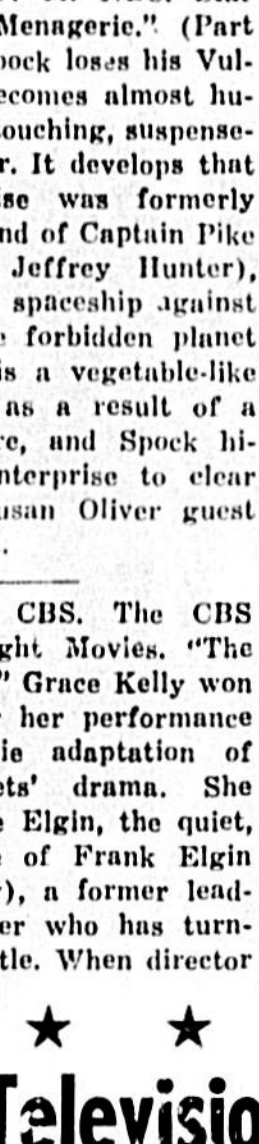 Menagerie." (Part
pock loses his Vul-
ecomes almost hu-
ouching, suspense-
r. It develops that
ise was formerly
nd of Captain Pike
Jeffrey Hunter),
spaceship against
forbidden planet
is a vegetable-like
as a result of a
re, and Spock hi-
nterprise to clear
usan Oliver guest
CBS. The CBS
ght Movies. "The
" Grace Kelly won
her performance
ie adaptation of
ets' drama. She
e Elgin, the quiet,
e of Frank Elgin
), a former lead-
er who has turn-
tle. When director
★ ★
Televisio